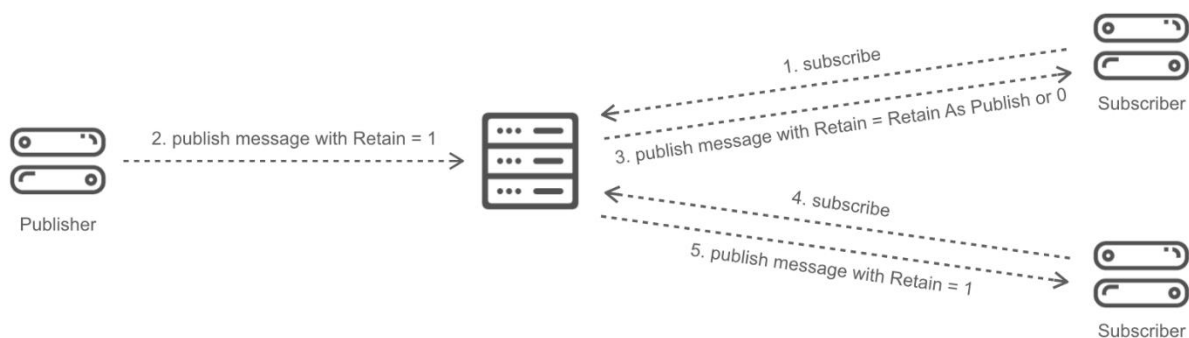 1. subscribe
Subscriber
2. publish message with Retain = 1
3. publish message with Retain = Retain As Publish or 0
Publisher
4. subscribe
5. publish message with Retain = 1
Subscriber